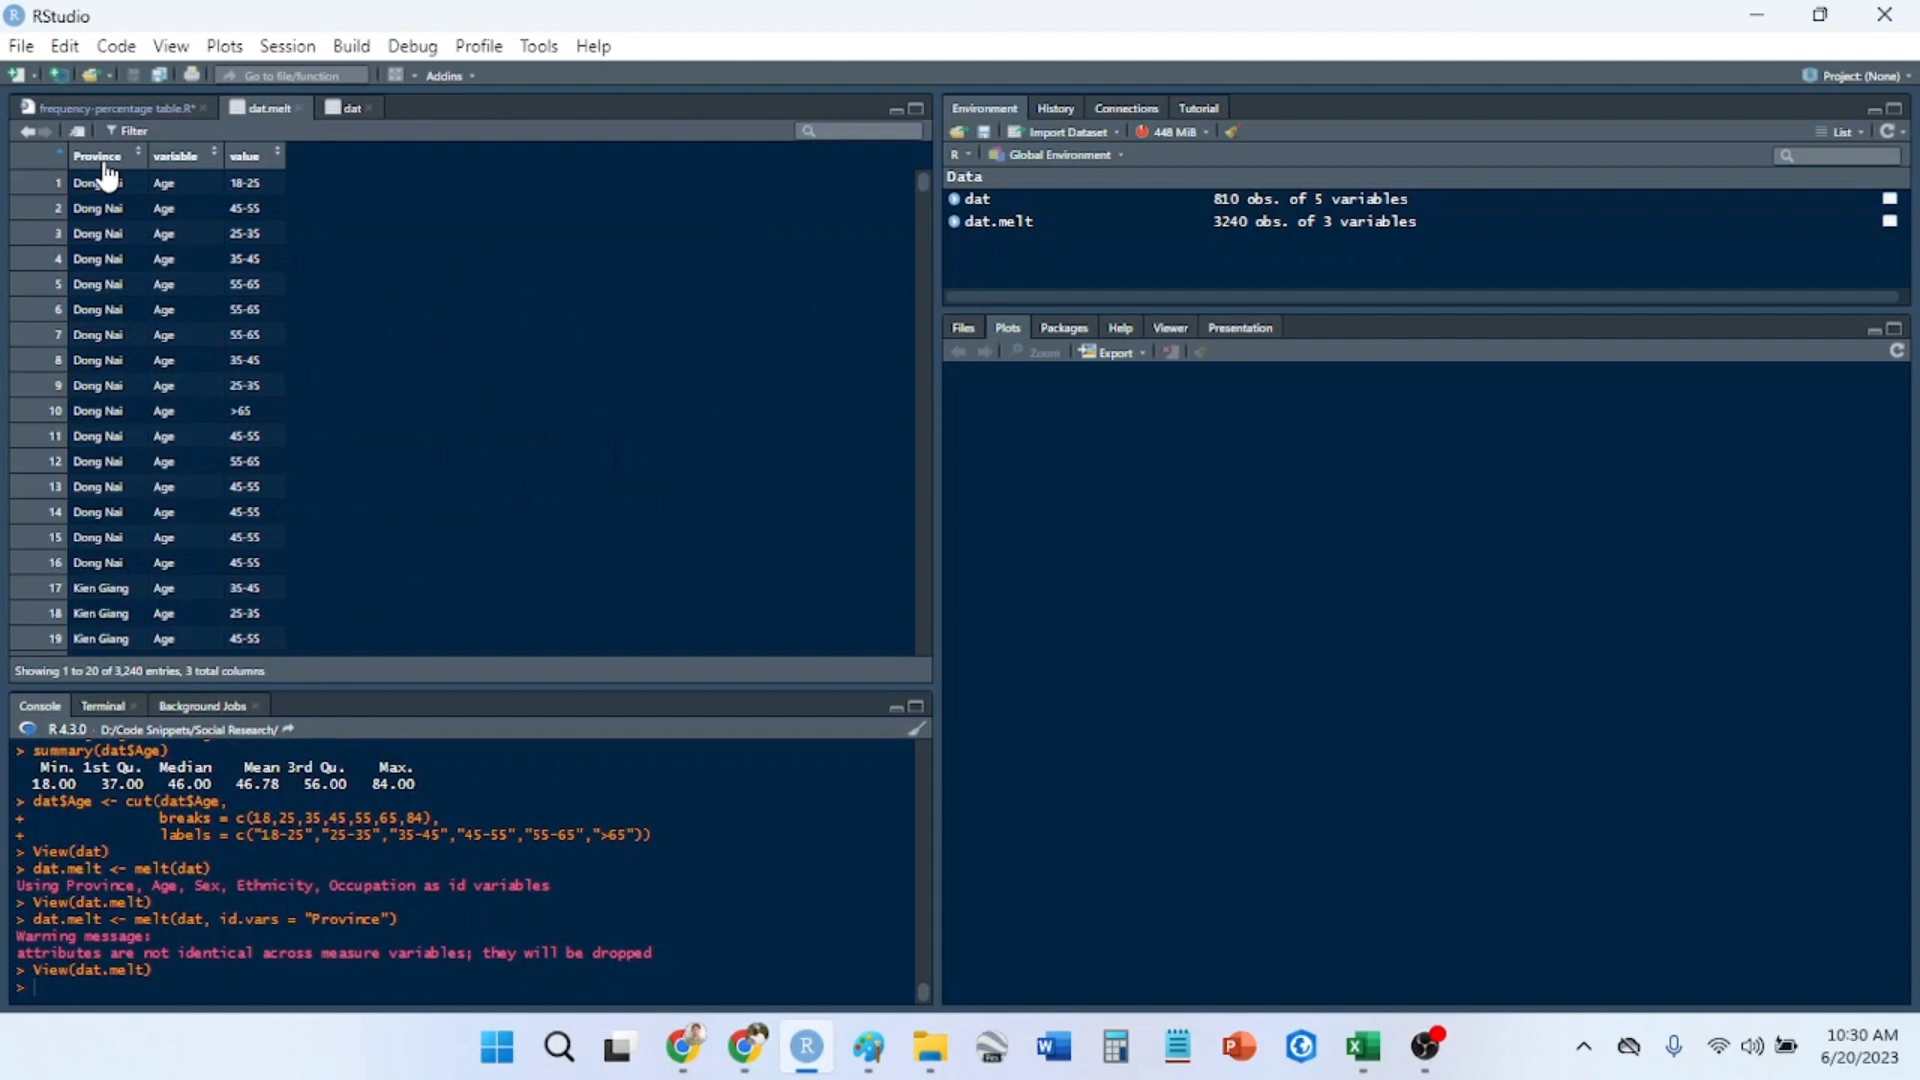 RStudio
File Edit Code View Plots Session Build Debug Profile Tools Help
Go to file/function Addins Project: (None)
frequency-percentage table.R* dat.melt dat
Filter
Province variable value
1 Dong Nai Age 18-25
2 Dong Nai Age 45-55
3 Dong Nai Age 25-35
4 Dong Nai Age 35-45
5 Dong Nai Age 55-65
6 Dong Nai Age 55-65
7 Dong Nai Age 55-65
8 Dong Nai Age 35-45
9 Dong Nai Age 25-35
10 Dong Nai Age >65
11 Dong Nai Age 45-55
12 Dong Nai Age 55-65
13 Dong Nai Age 45-55
14 Dong Nai Age 45-55
15 Dong Nai Age 45-55
16 Dong Nai Age 45-55
17 Kien Giang Age 35-45
18 Kien Giang Age 25-35
19 Kien Giang Age 45-55
Showing 1 to 20 of 3,240 entries, 3 total columns
Console Terminal Background Jobs
R 4.3.0 · D:/Code Snippets/Social Research/
> summary(dat$Age)
Min. 1st Qu. Median Mean 3rd Qu. Max.
18.00 37.00 46.00 46.78 56.00 84.00
> dat$Age <- cut(dat$Age,
+ breaks = c(18,25,35,45,55,65,84),
+ labels = c("18-25","25-35","35-45","45-55","55-65",">65"))
> View(dat)
> dat.melt <- melt(dat)
Using Province, Age, Sex, Ethnicity, Occupation as id variables
> View(dat.melt)
> dat.melt <- melt(dat, id.vars = "Province")
Warning message:
attributes are not identical across measure variables; they will be dropped
> View(dat.melt)
>
Environment History Connections Tutorial
Import Dataset 448 MiB List
R Global Environment
Data
dat 810 obs. of 5 variables
dat.melt 3240 obs. of 3 variables
Files Plots Packages Help Viewer Presentation
Zoom Export
10:30 AM
6/20/2023